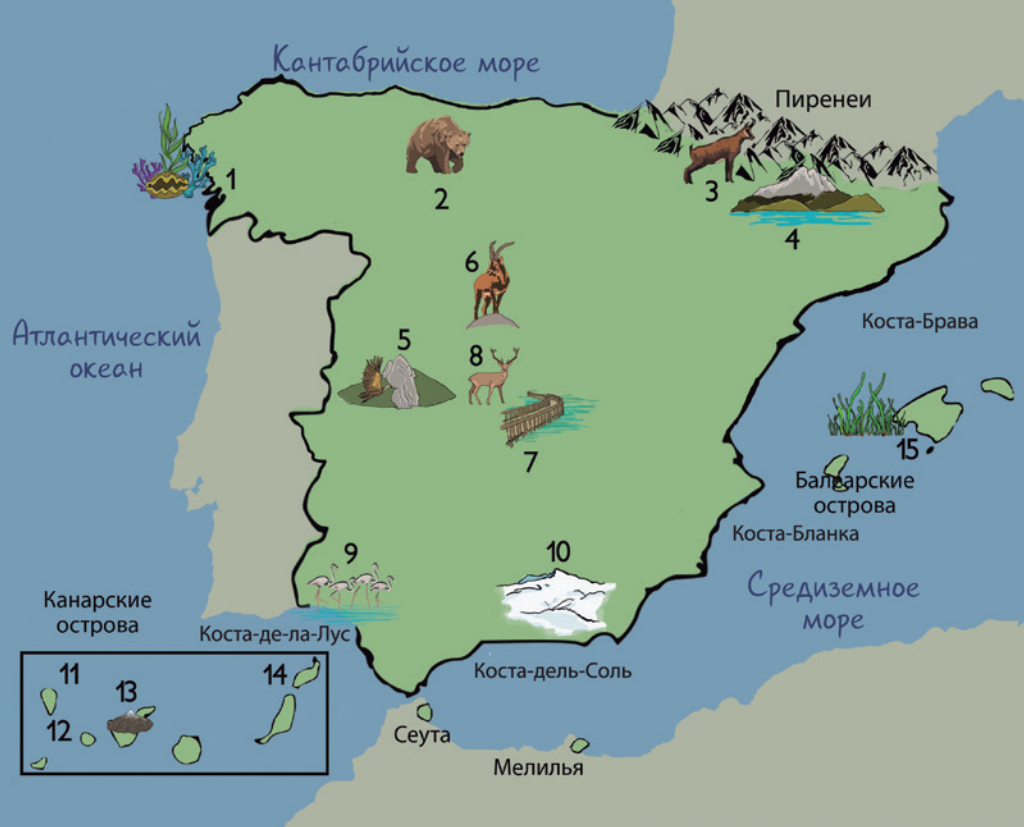 Кантабрийское море
Пиренеи
1
2
3
4
6
Атлантический
океан
Коста-Брава
5
8
7
15
Балеарские
острова
Коста-Бланка
9
10
Средиземное
море
Канарские
острова
Коста-де-ла-Лус
Коста-дель-Соль
11
12
13
14
Сеута
Мелилья